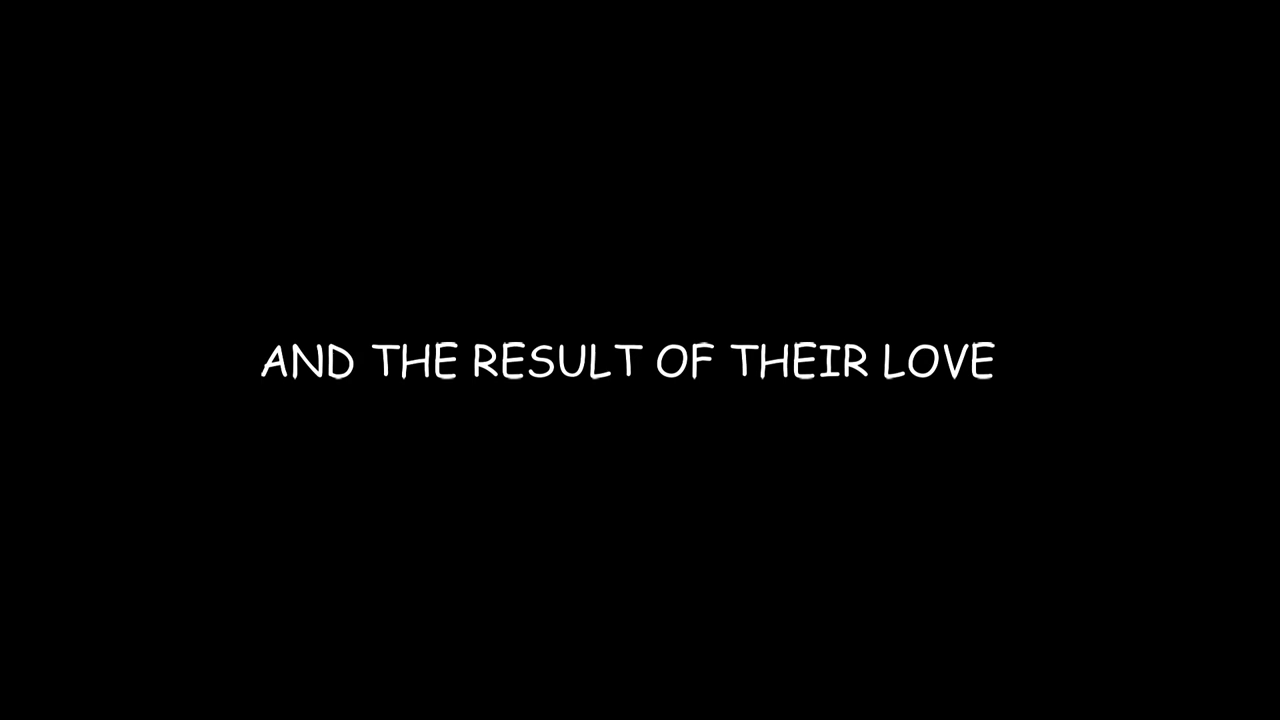 AND THE RESULT OF THEIR LOVE